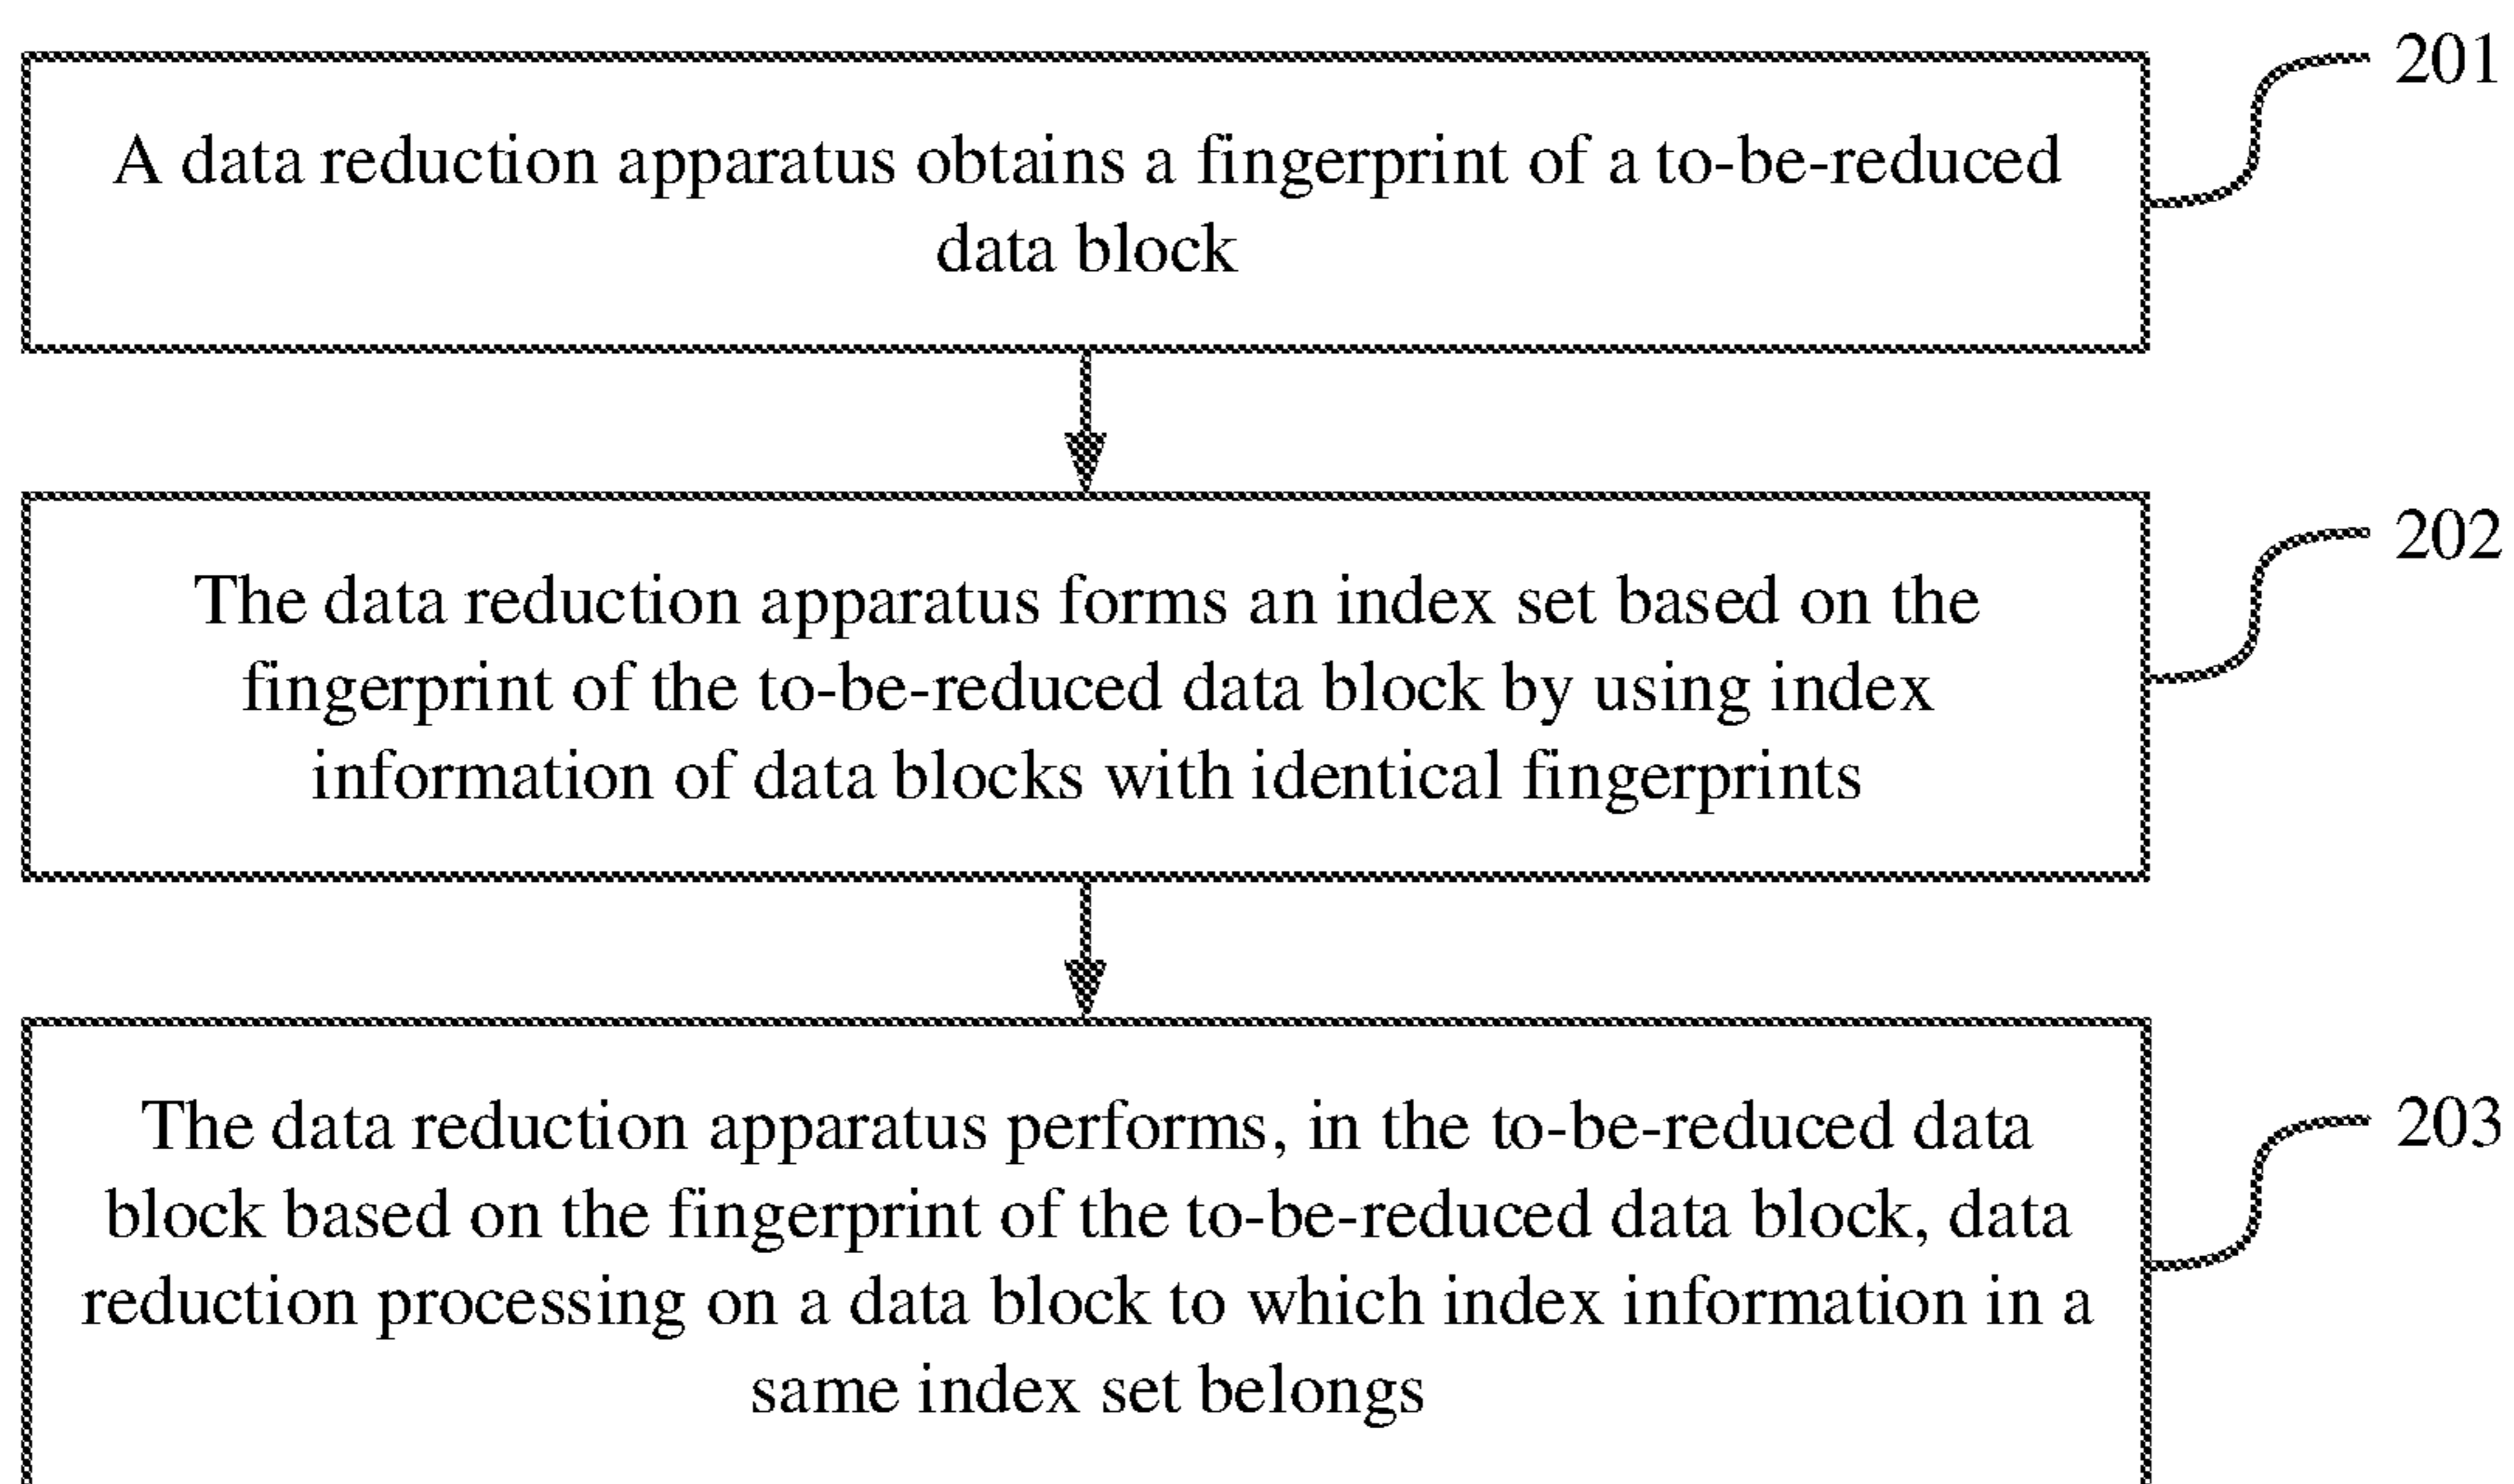 201
A data reduction apparatus obtains a fingerprint of a to-be-reduced
data block
202
The data reduction apparatus forms an index set based on the
fingerprint of the to-be-reduced data block by using index
information of data blocks with identical fingerprints
203
The data reduction apparatus performs, in the to-be-reduced data
block based on the fingerprint of the to-be-reduced data block, data
reduction processing on a data block to which index information in a
same index set belongs